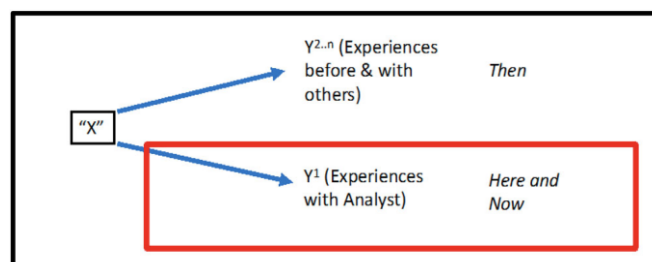 Y2..n (Experiences
before & with
others)
Then
"X"
Y1 (Experiences
with Analyst)
Here and
Now